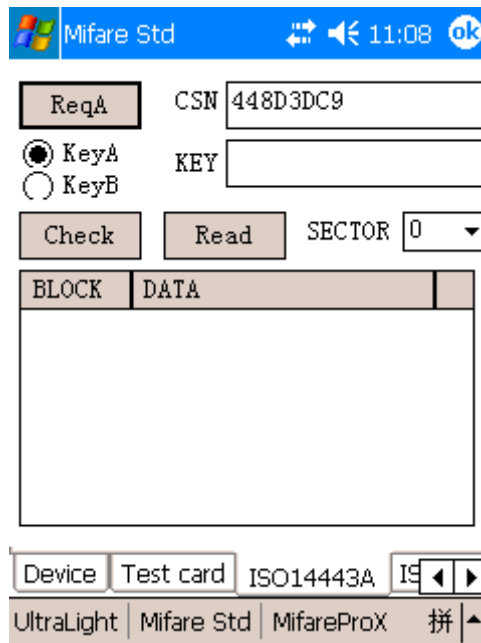 Mifare Std 11:08 ok
ReqA CSN 448D3DC9
KeyA
KEY
KeyB
Check Read SECTOR 0
BLOCK DATA
Device Test card ISO14443A IS
UltraLight Mifare Std MifareProX 拼